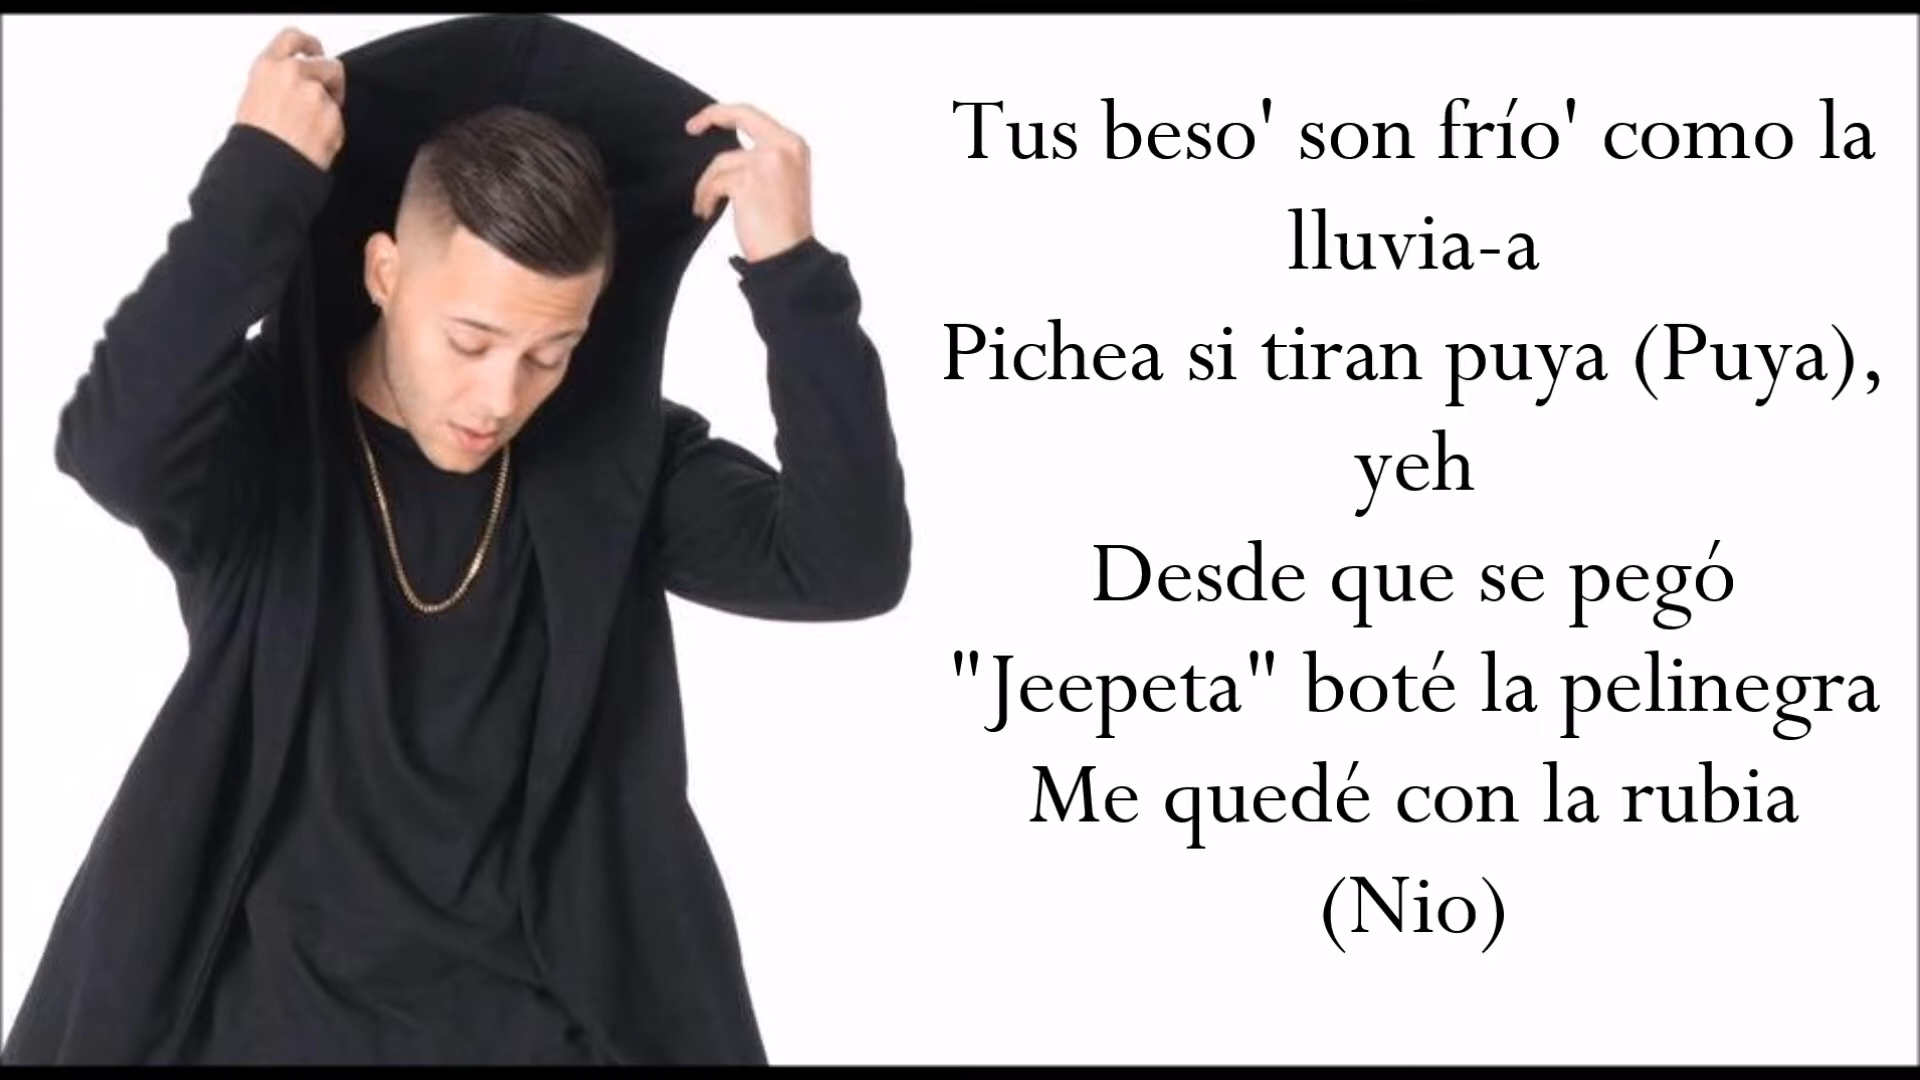 Tus beso' son frío' como la
lluvia-a
Pichea si tiran puya (Puya),
yeh
Desde que se pegó
"Jeepeta" boté la pelinegra
Me quedé con la rubia
(Nio)